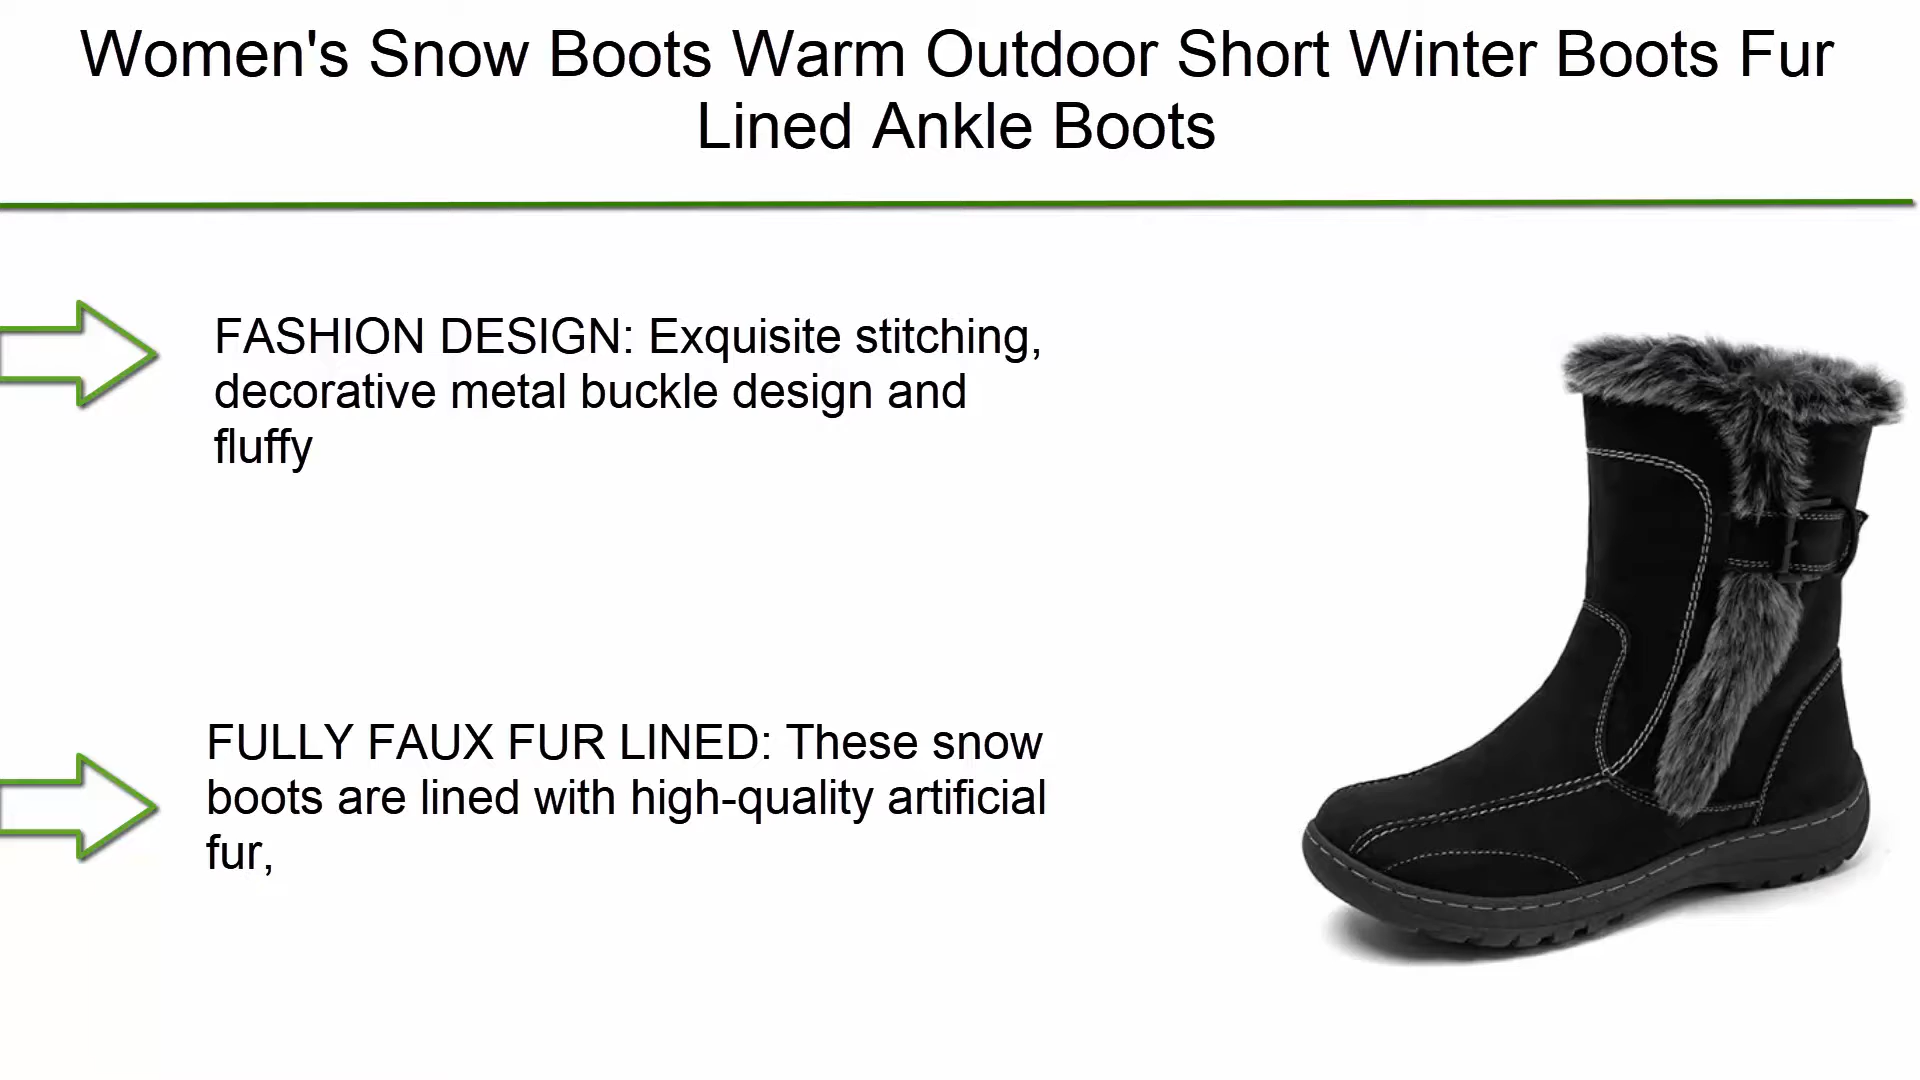 Women's Snow Boots Warm Outdoor Short Winter Boots Fur
Lined Ankle Boots
FASHION DESIGN: Exquisite stitching,
decorative metal buckle design and
fluffy
FULLY FAUX FUR LINED: These snow
boots are lined with high-quality artificial
fur,